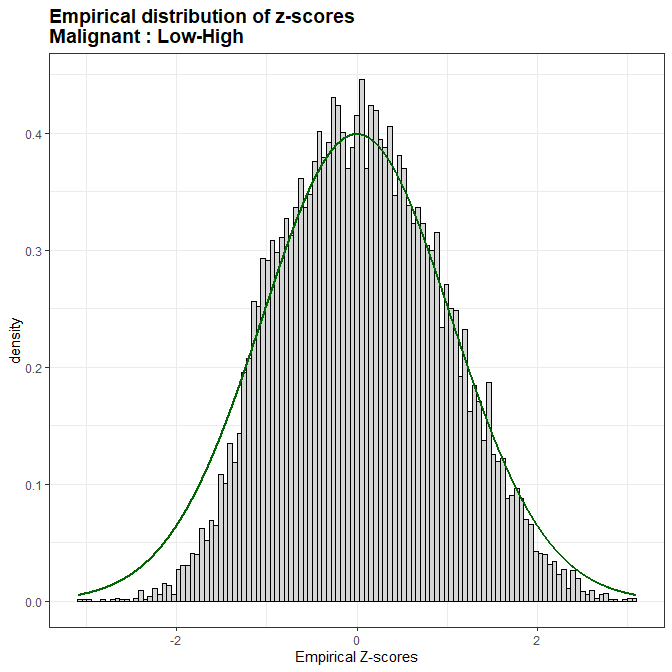 Empirical distribution of z-scores
Malignant : Low-High
density
0.4
0.3
0.2
0.1
0.0
-2
0
2
Empirical Z-scores